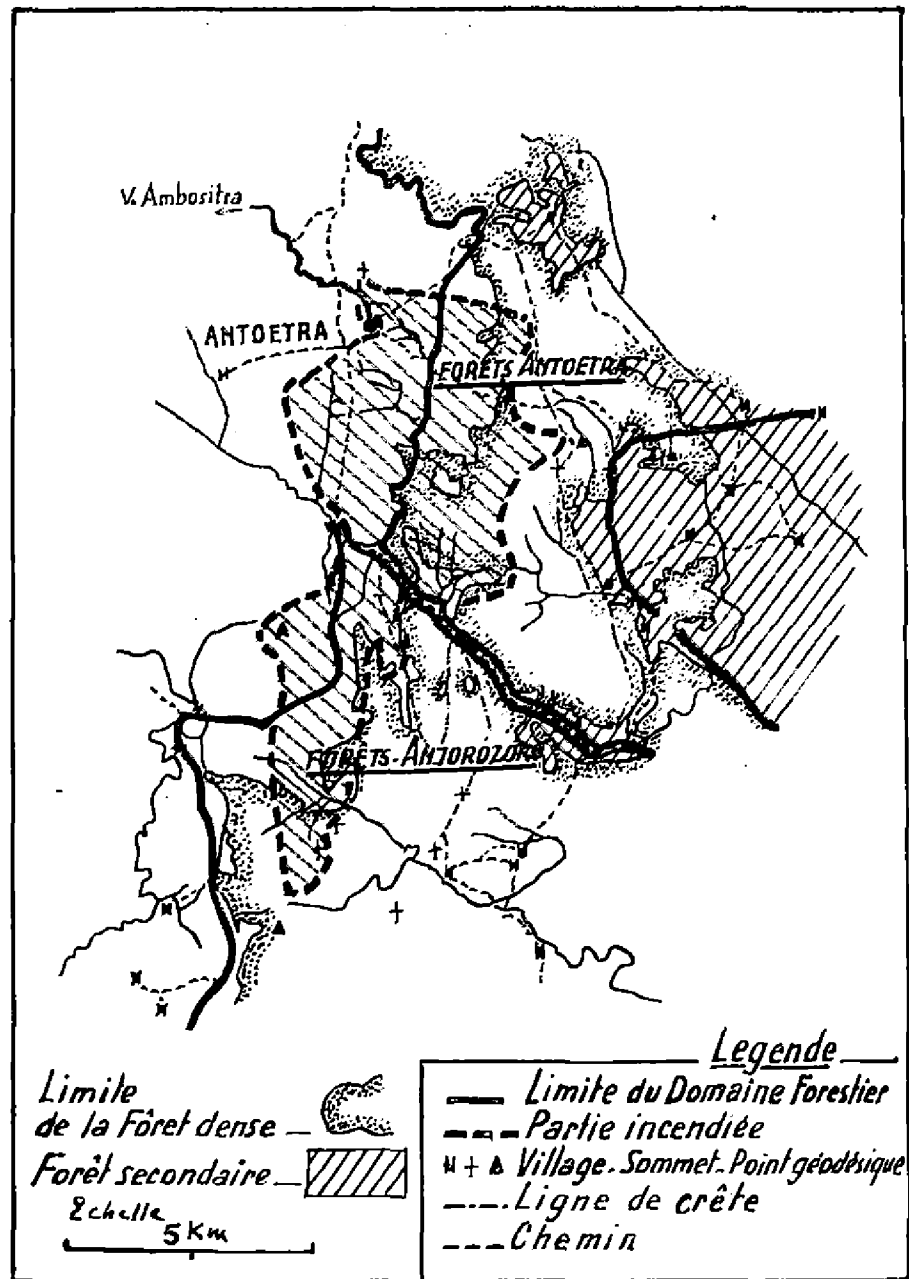 V. Ambositra
ANTOETRA
FORÊTS ANTOETRA
FORETS-ANJOROZORO
Limite
de la Fôret dense
Forêt secondaire
Echelle
5 Km
Legende
Limite du Domaine Forestier
Partie incendiée
Village-Sommet-Point géodésique
Ligne de crête
Chemin